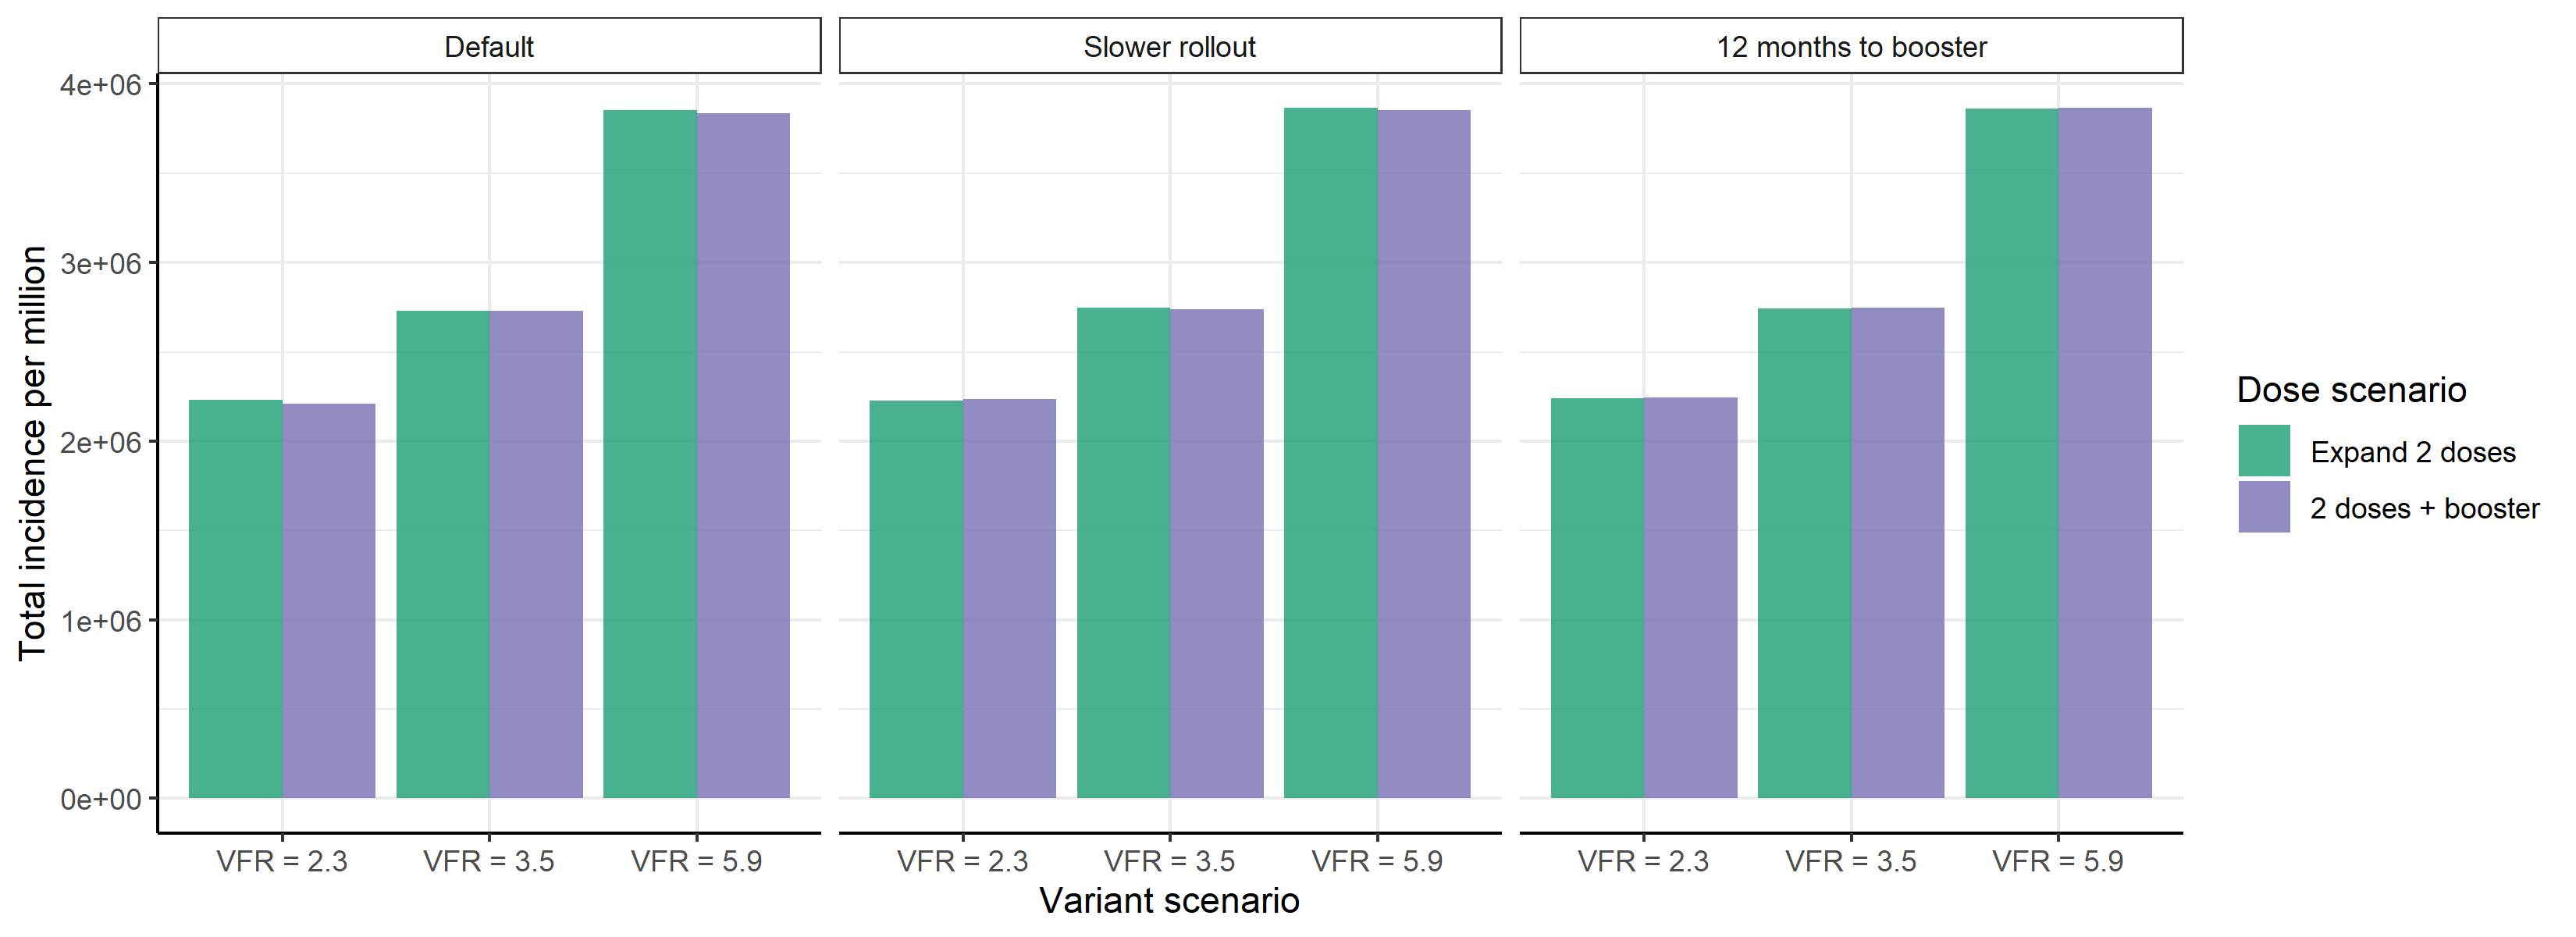 Default
Slower rollout
12 months to booster
Total incidence per million
4e+06
3e+06
2e+06
1e+06
0e+00
VFR = 2.3
VFR = 3.5
VFR = 5.9
VFR = 2.3
VFR = 3.5
VFR = 5.9
VFR = 2.3
VFR = 3.5
VFR = 5.9
Variant scenario
Dose scenario
Expand 2 doses
2 doses + booster